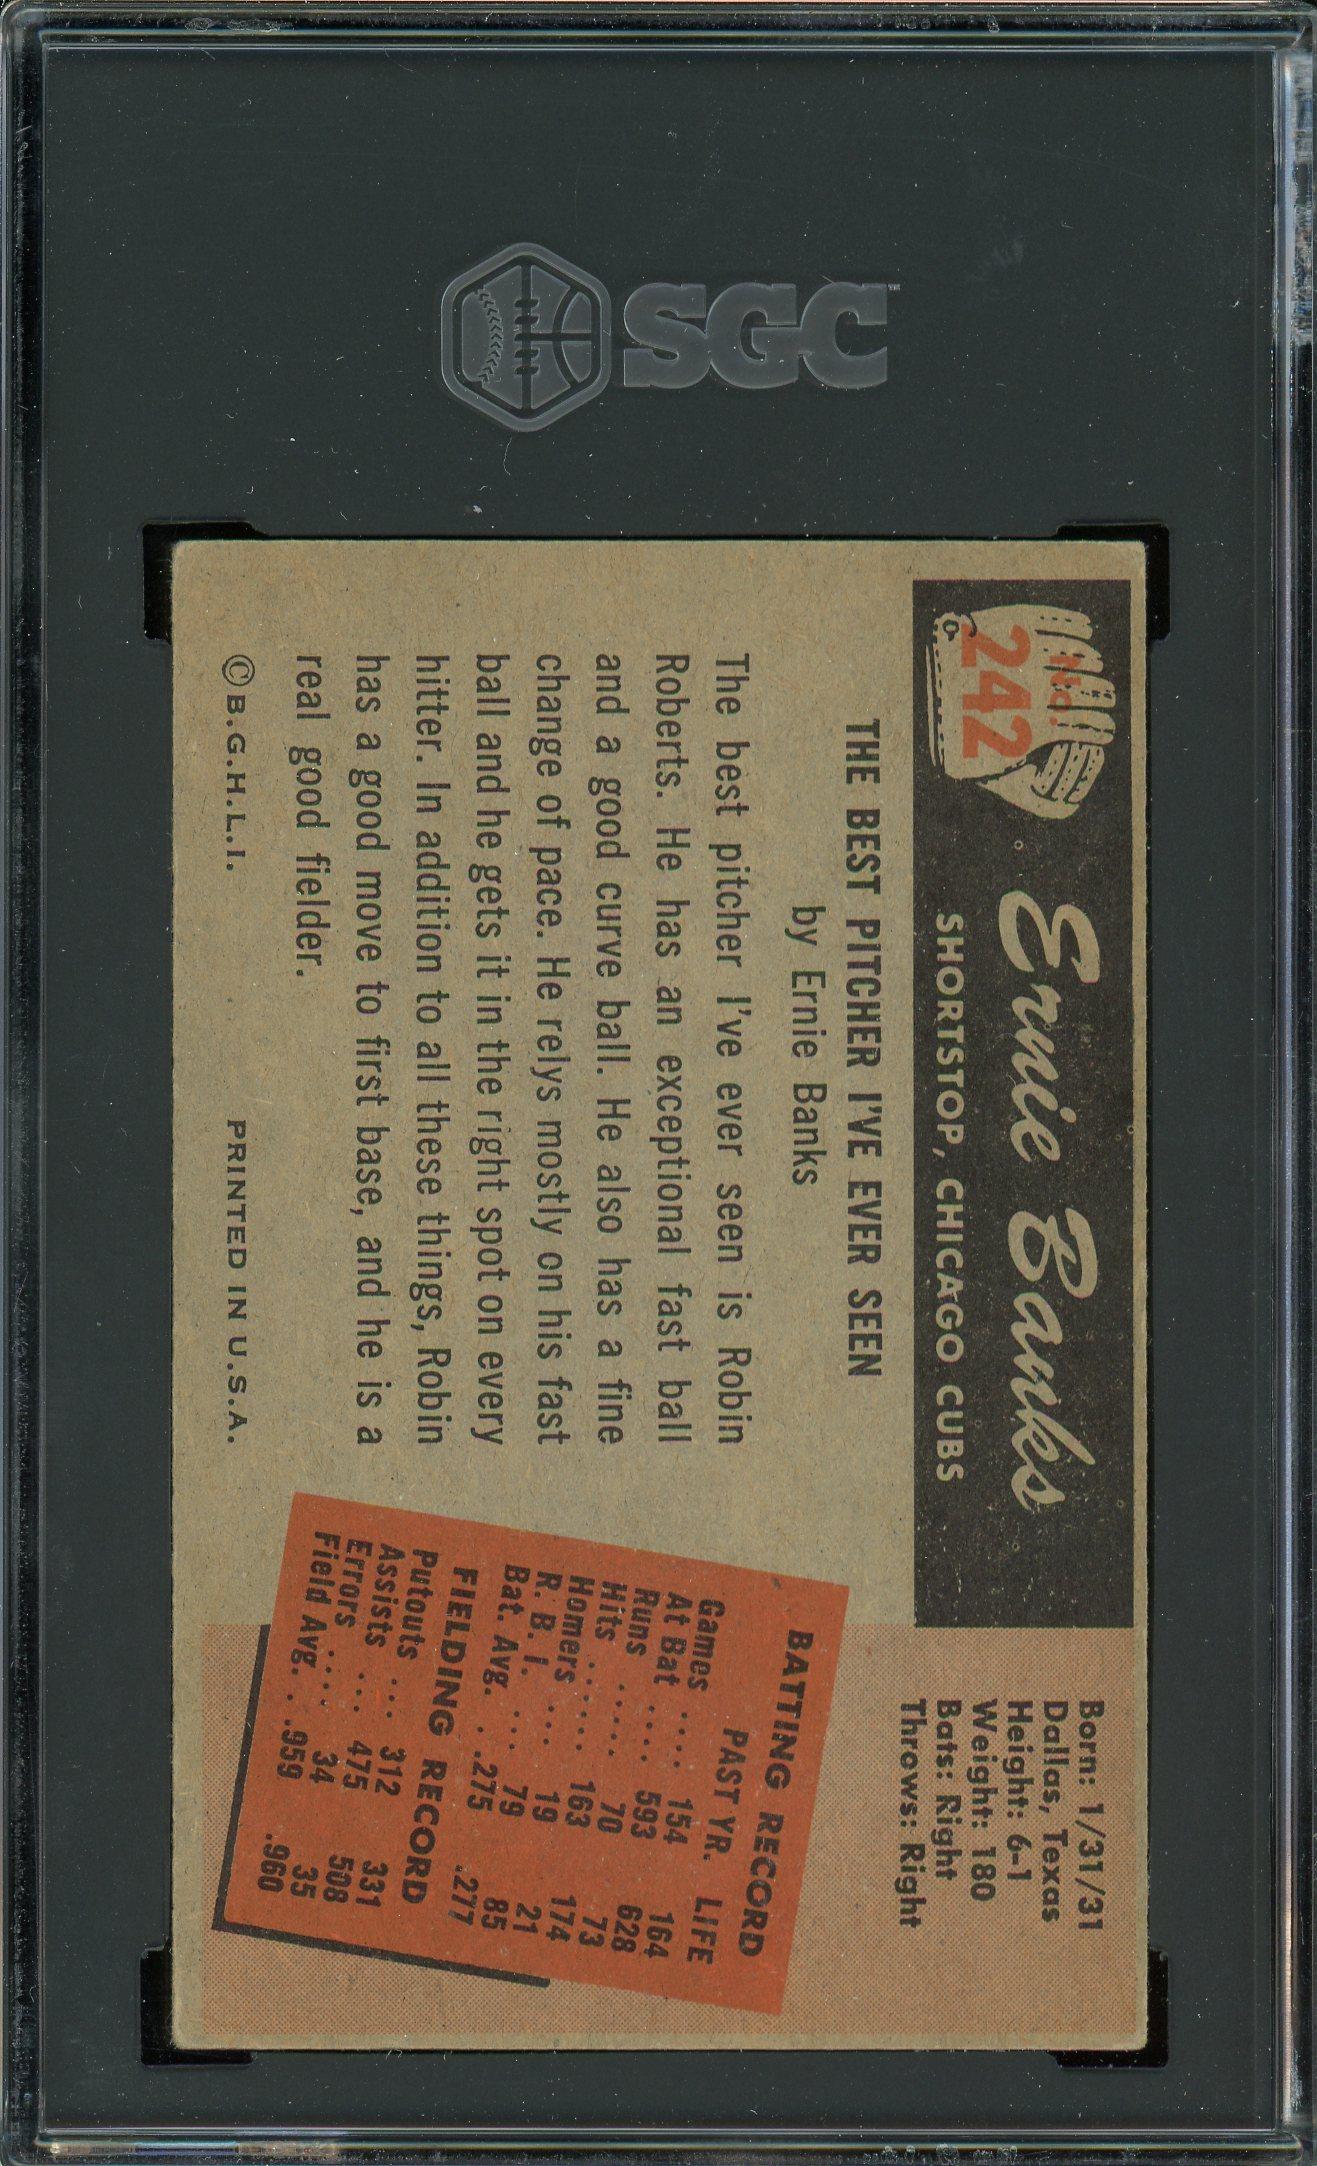 SGC
™
No.
242
Ernie Banks
SHORTSTOP, CHICAGO CUBS
Born: 1/31/31
Dallas, Texas
Height: 6-1
Weight: 180
Bats: Right
Throws: Right
THE BEST PITCHER I'VE EVER SEEN
by Ernie Banks
The best pitcher I've ever seen is Robin
Roberts. He has an exceptional fast ball
and a good curve ball. He also has a fine
change of pace. He relys mostly on his fast
ball and he gets it in the right spot on every
hitter. In addition to all these things, Robin
has a good move to first base, and he is a
real good fielder.
©B.G.H.L.I. PRINTED IN U.S.A.
BATTING RECORD
PAST YR. LIFE
Games .... 154 164
At Bat .... 593 628
Runs ..... 70 73
Hits ...... 163 174
Homers .... 19 21
R. B. I. ... 79 85
Bat. Avg. . .275 .277
FIELDING RECORD
Putouts ... 312 331
Assists ... 475 508
Errors .... 34 35
Field Avg. . .959 .960